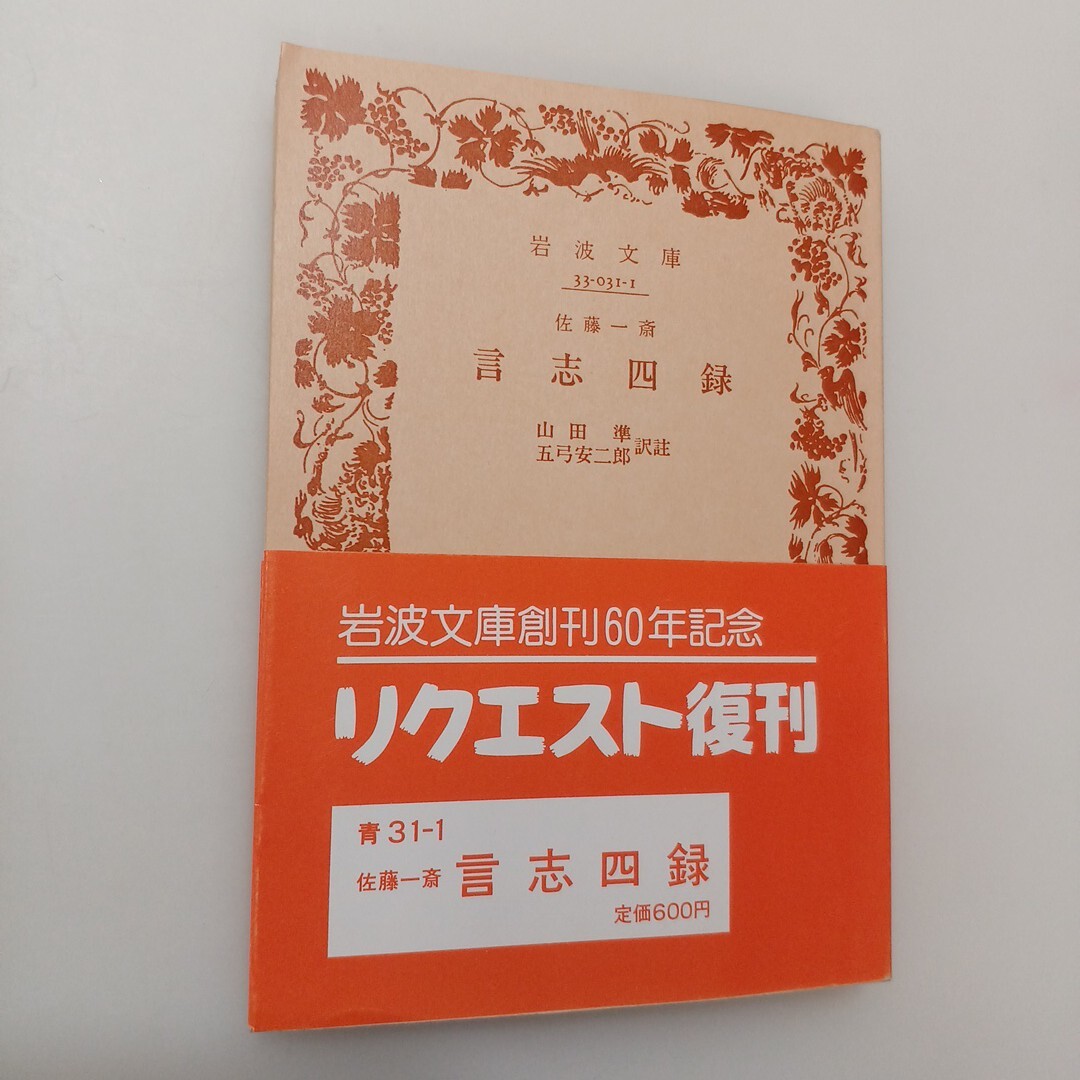 岩波文庫
33-031-1
佐藤一斎
言志四録
山田準
五弓安二郎
訳註
岩波文庫創刊60年記念
リクエスト復刊
青31-1
佐藤一斎 言志四録
定価600円